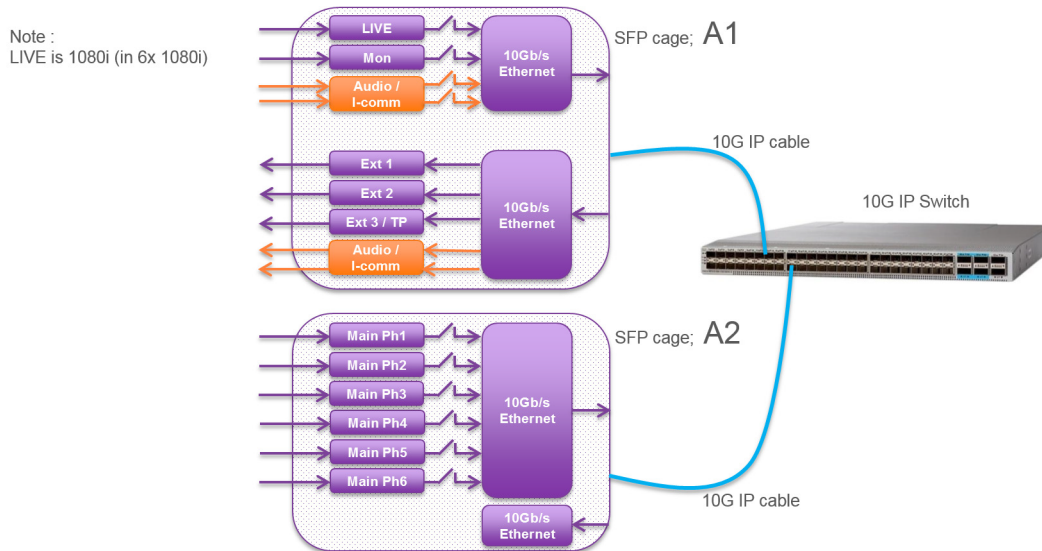 Note :
LIVE is 1080i (in 6x 1080i)
LIVE
Mon
Audio /
I-comm
10Gb/s
Ethernet
SFP cage; A1
Ext 1
Ext 2
Ext 3 / TP
Audio /
I-comm
10Gb/s
Ethernet
10G IP cable
10G IP Switch
Main Ph1
Main Ph2
Main Ph3
Main Ph4
Main Ph5
Main Ph6
10Gb/s
Ethernet
10Gb/s
Ethernet
SFP cage; A2
10G IP cable